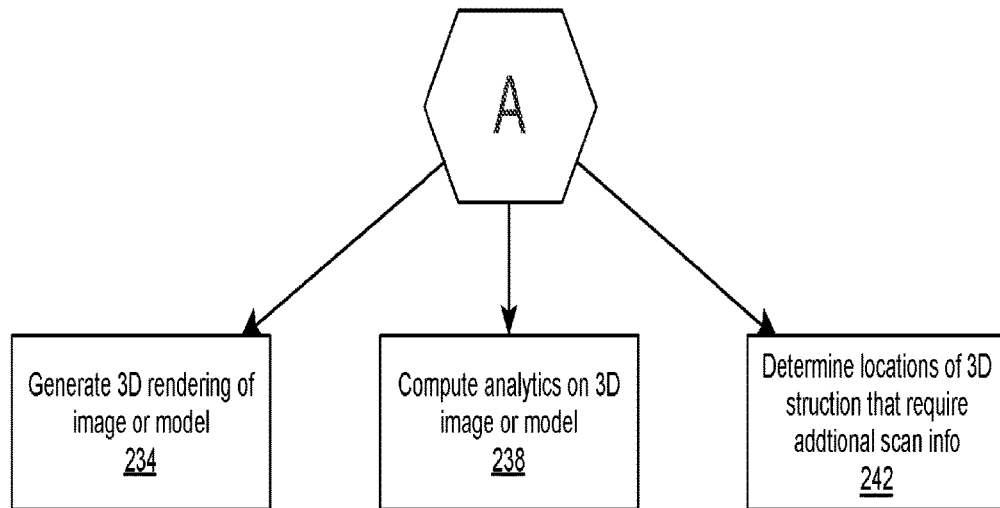 A
Generate 3D rendering of
image or model
234
Compute analytics on 3D
image or model
238
Determine locations of 3D
struction that require
addtional scan info
242